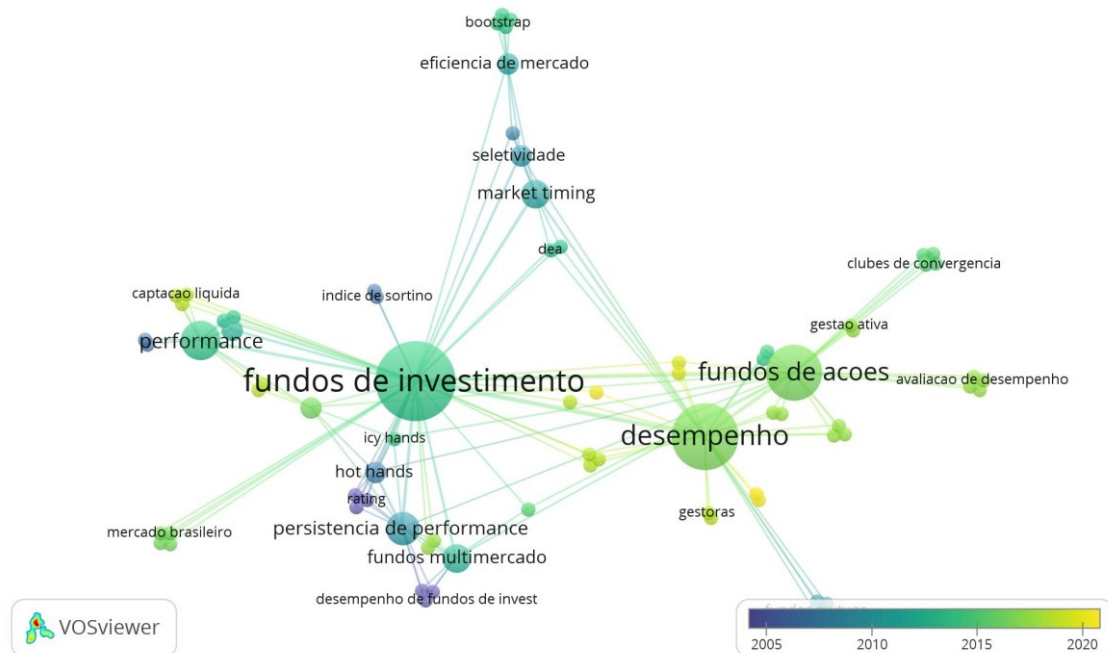 bootstrap
eficiencia de mercado
seletividade
market timing
dea
clubes de convergencia
captacao liquida
indice de sortino
gestao ativa
performance
fundos de investimento
fundos de acoes
avaliacao de desempenho
icy hands
desempenho
hot hands
rating
gestoras
persistencia de performance
mercado brasileiro
fundos multimercado
desempenho de fundos de invest
VOSviewer
2005 2010 2015 2020